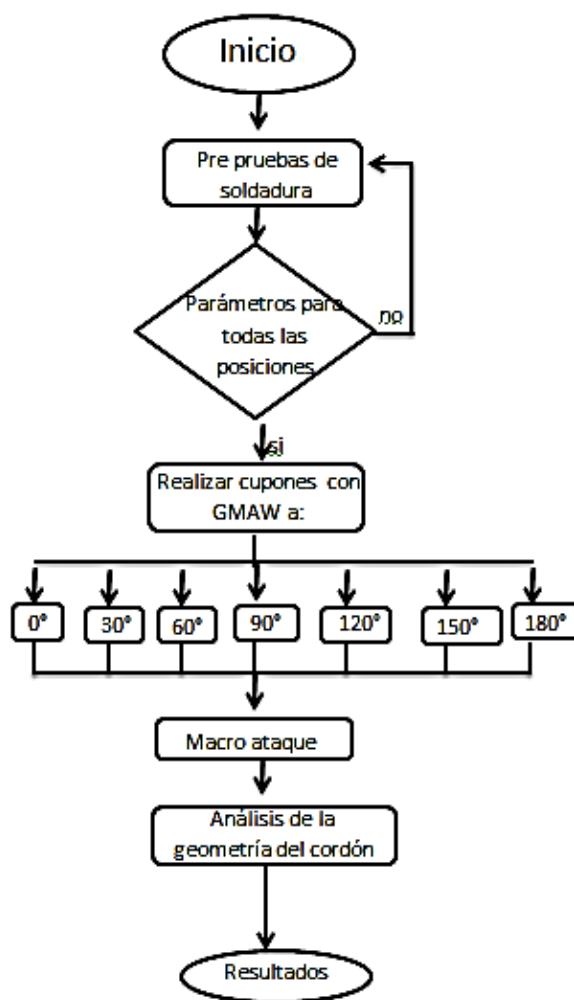 Inicio
Pre pruebas de
soldadura
Parámetros para
todas las
posiciones
no
si
Realizar cupones con
GMAW a:
0° 30° 60° 90° 120° 150° 180°
Macro ataque
Análisis de la
geometría del cordón
Resultados